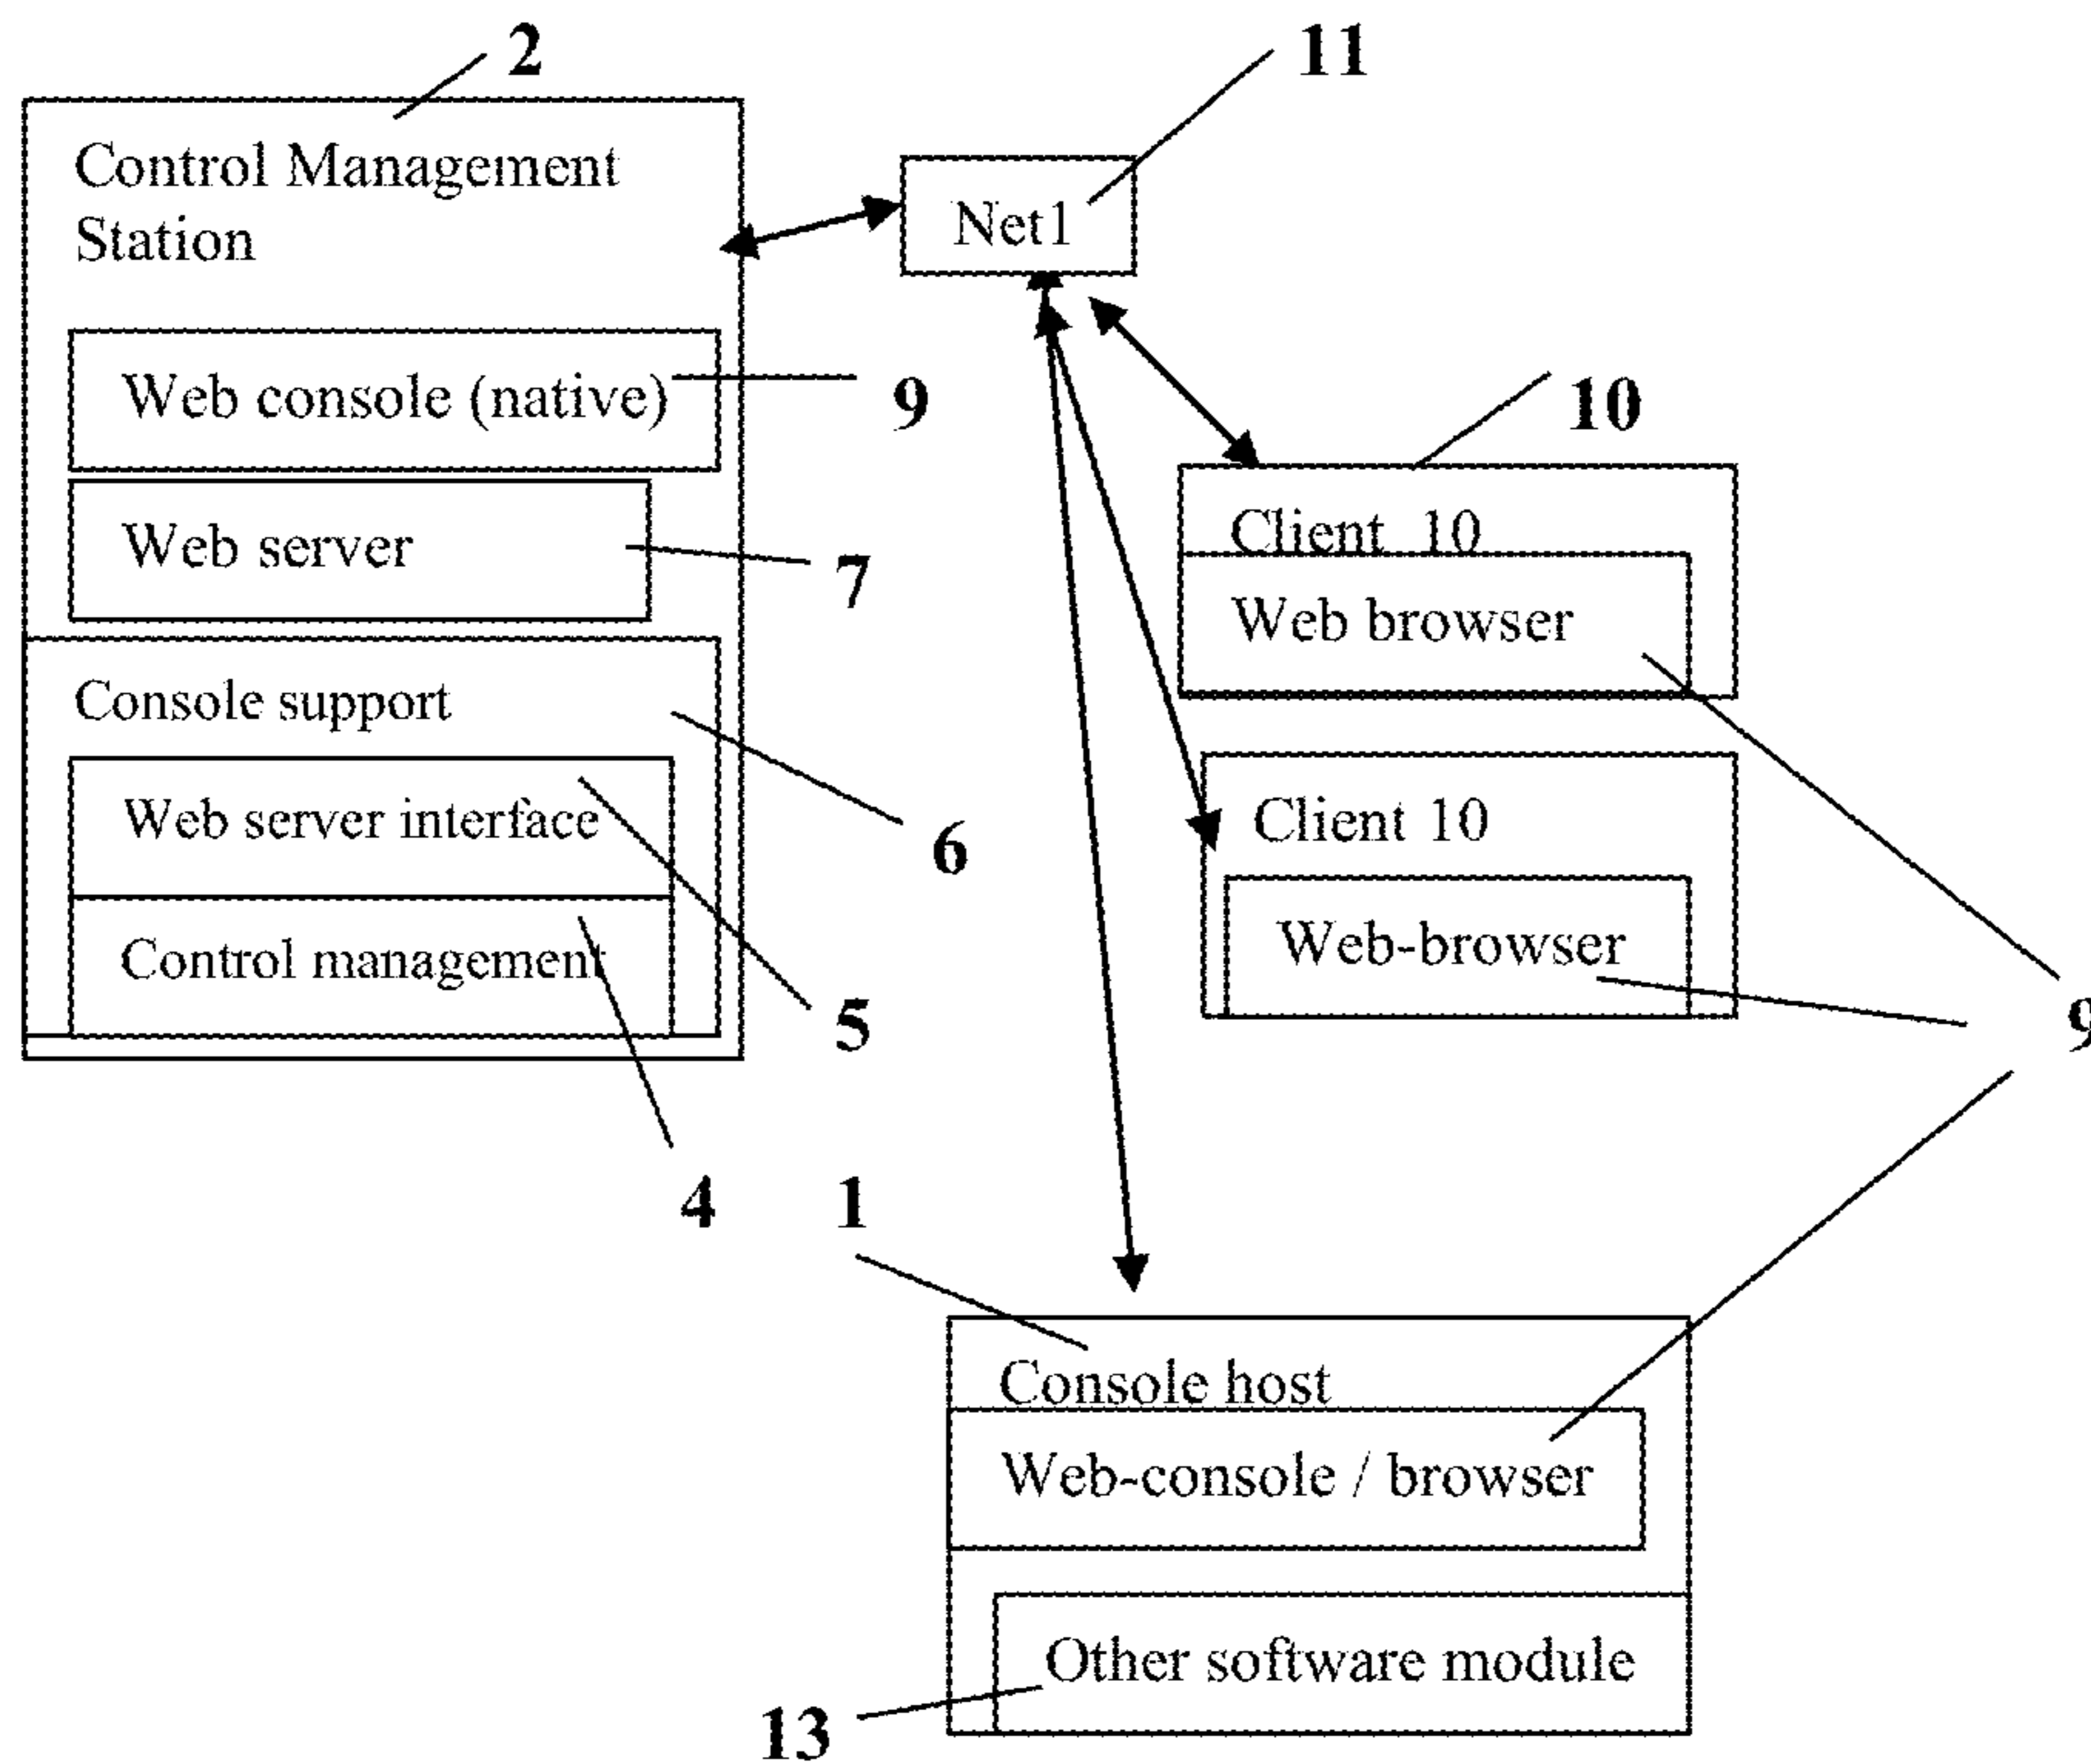 2
11
Control Management
Station
Net1
Web console (native)
9
10
Web server
7
Client 10
Web browser
Console support
6
Web server interface
Client 10
5
Control management
Web-browser
9
4
1
Console host
Web-console / browser
Other software module
13